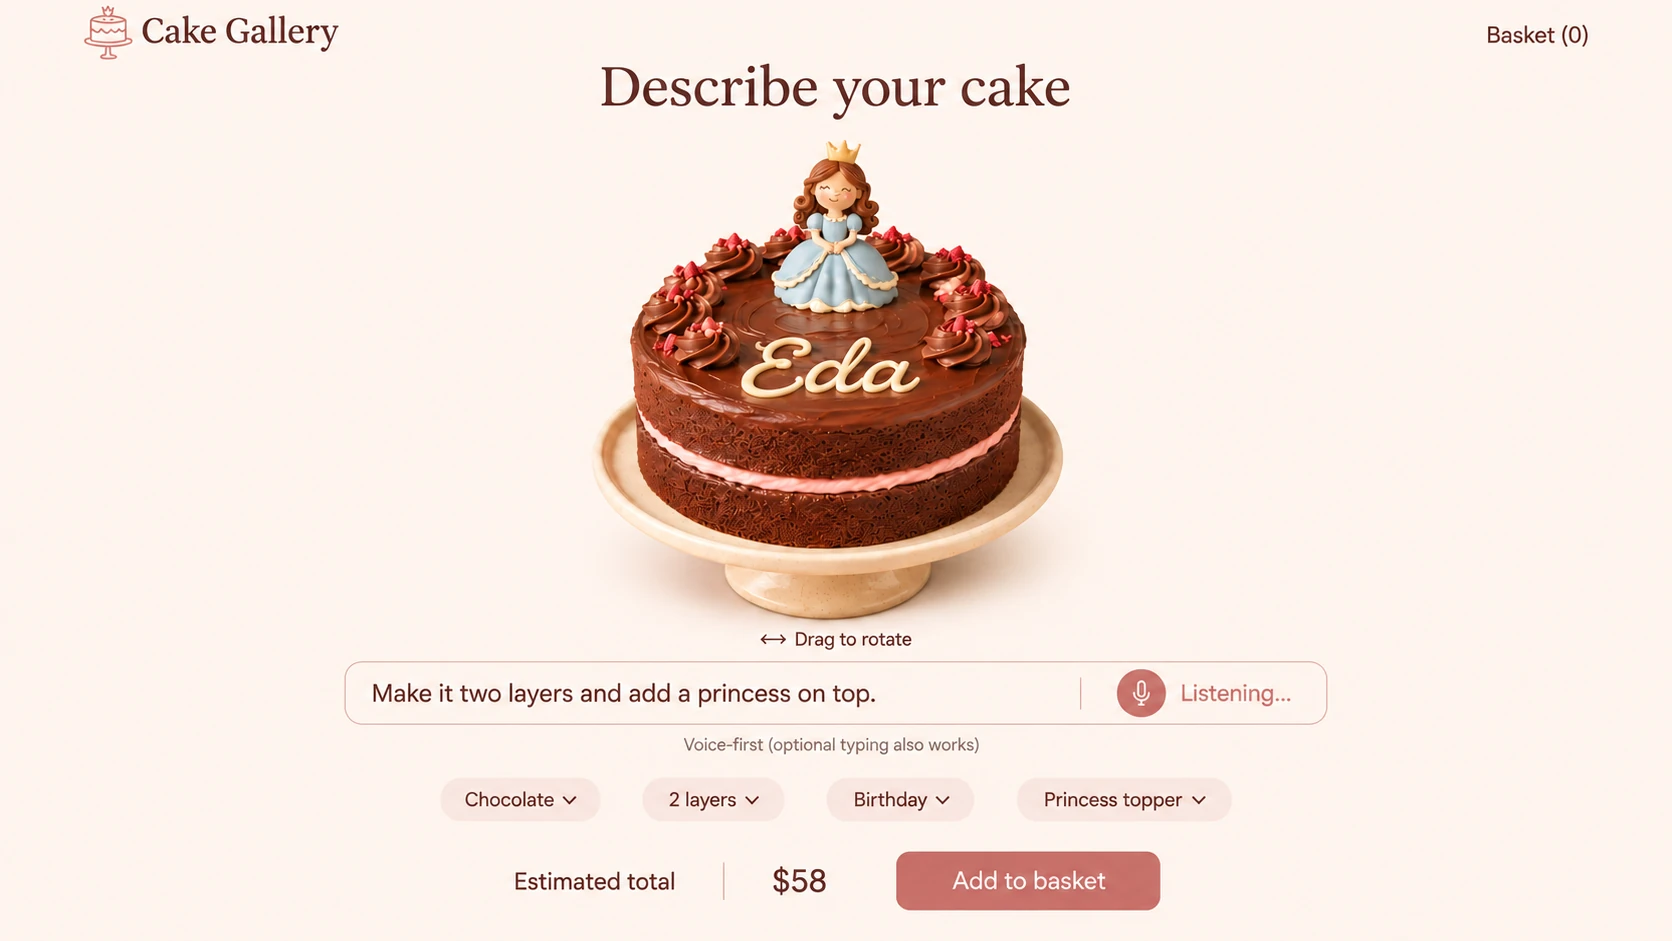 Cake Gallery
Basket (0)
Describe your cake
Eda
Drag to rotate
Make it two layers and add a princess on top.
Listening...
Voice-first (optional typing also works)
Chocolate
2 layers
Birthday
Princess topper
Estimated total
$58
Add to basket